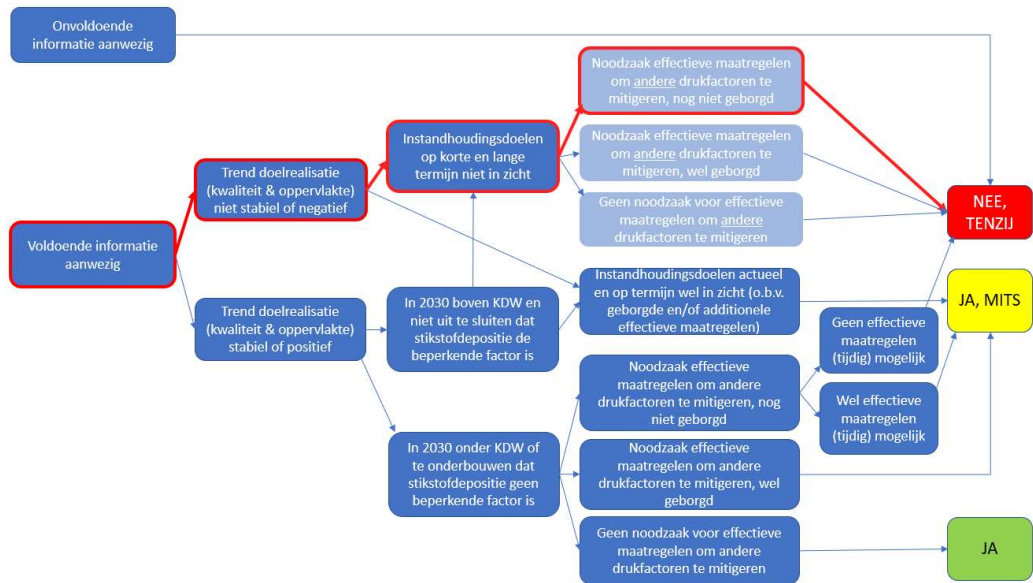 Onvoldoende
informatie aanwezig
Noodzaak effectieve maatregelen
om andere drukfactoren te
mitigeren, nog niet geborgd
Instandhoudingsdoelen
op korte en lange
termijn niet in zicht
Noodzaak effectieve maatregelen
om andere drukfactoren te
mitigeren, wel geborgd
Trend doelrealisatie
(kwaliteit & oppervlakte)
niet stabiel of negatief
Geen noodzaak voor effectieve
maatregelen om andere
drukfactoren te mitigeren
NEE,
TENZIJ
Voldoende informatie
aanwezig
Instandhoudingsdoelen actueel
en op termijn wel in zicht (o.b.v.
geborgde en/of additionele
effectieve maatregelen)
JA, MITS
Trend doelrealisatie
(kwaliteit & oppervlakte)
stabiel of positief
In 2030 boven KDW en
niet uit te sluiten dat
stikstofdepositie de
beperkende factor is
Geen effectieve
maatregelen
(tijdig) mogelijk
Noodzaak effectieve
maatregelen om andere
drukfactoren te mitigeren, nog
niet geborgd
Wel effectieve
maatregelen
(tijdig) mogelijk
In 2030 onder KDW of
te onderbouwen dat
stikstofdepositie geen
beperkende factor is
Noodzaak effectieve
maatregelen om andere
drukfactoren te mitigeren, wel
geborgd
Geen noodzaak voor effectieve
maatregelen om andere
drukfactoren te mitigeren
JA